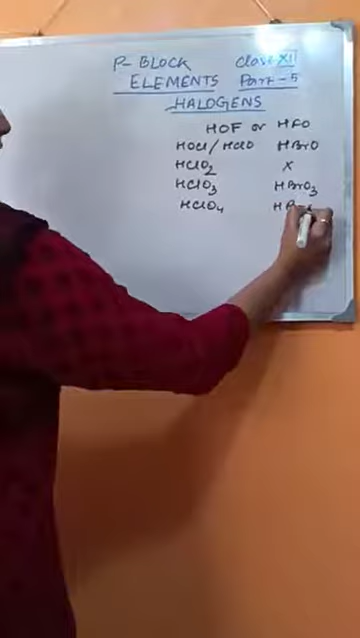 P-BLOCK Class XII
ELEMENTS Part-5
HALOGENS
HOF or HFO
HOCl/HClO HBrO
HClO2 X
HClO3 HBrO3
HClO4